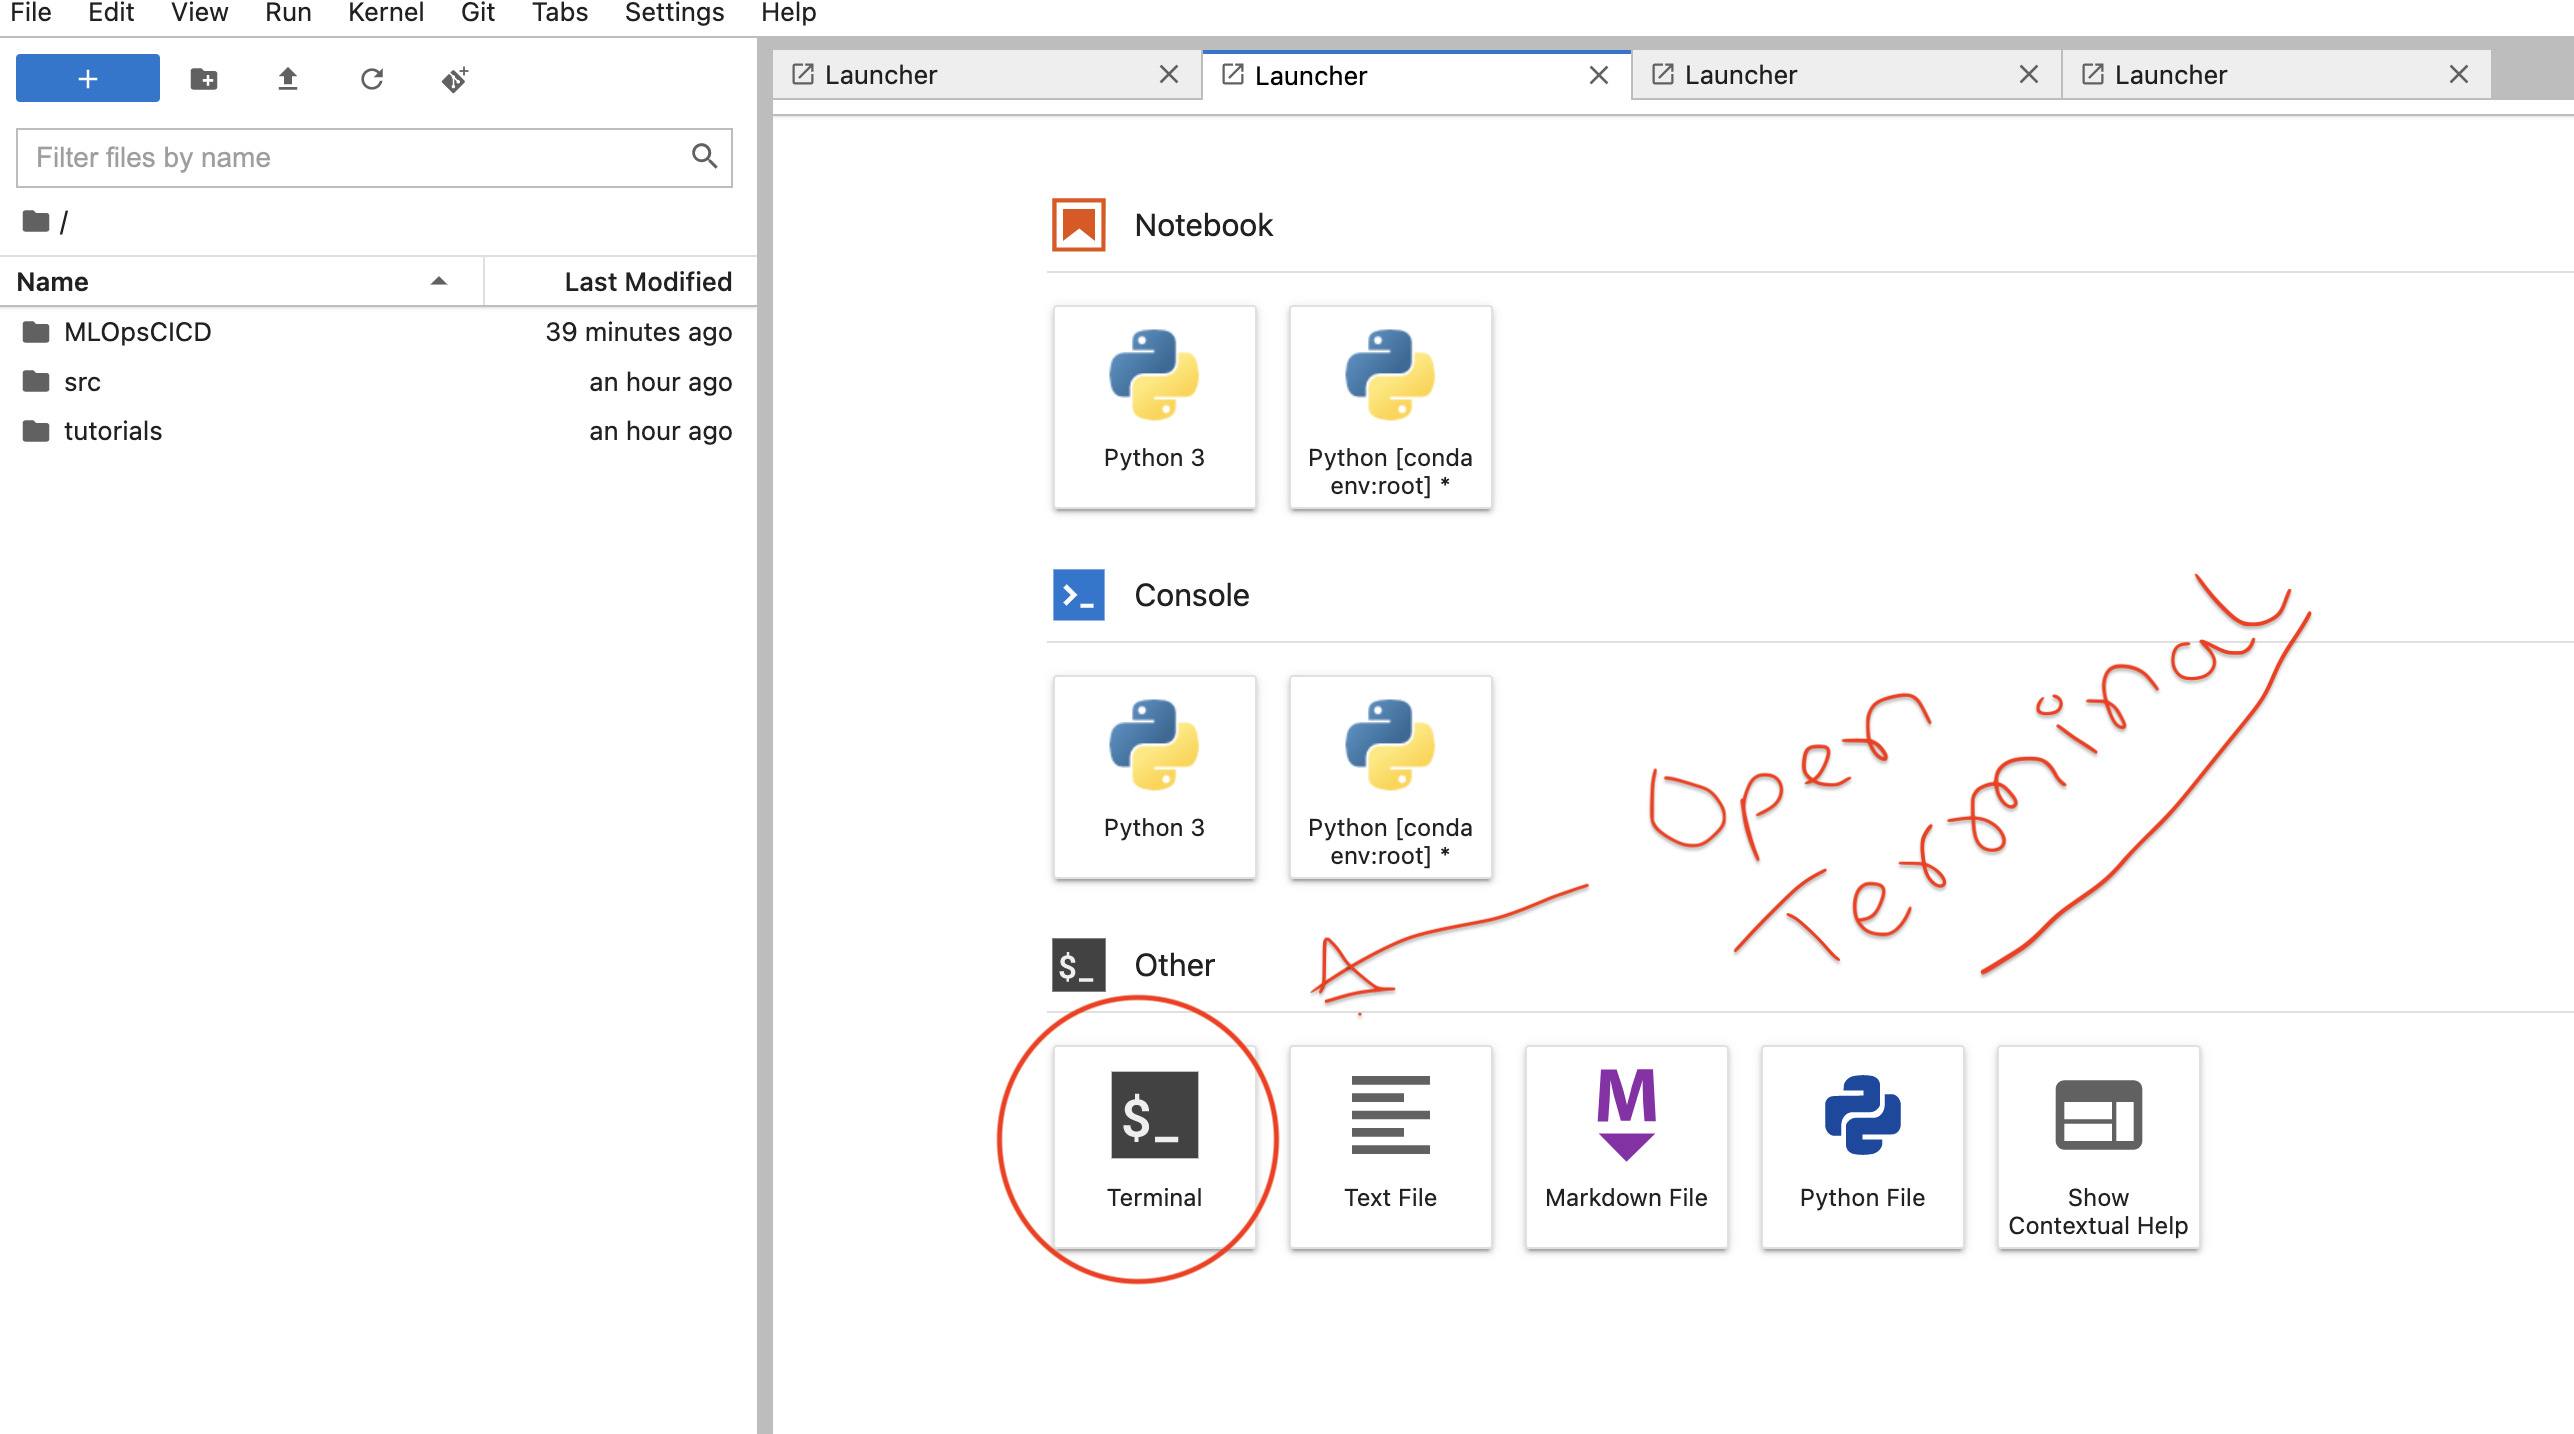 File Edit View Run Kernel Git Tabs Settings Help
+
Launcher Launcher Launcher Launcher
Filter files by name
/
Name Last Modified
MLOpsCICD 39 minutes ago
src an hour ago
tutorials an hour ago
Notebook
Python 3
Python [conda
env:root] *
>_ Console
Python 3
Python [conda
env:root] *
Open
Terminal
$_ Other
$_
Terminal
Text File
M
Markdown File
Python File
Show
Contextual Help